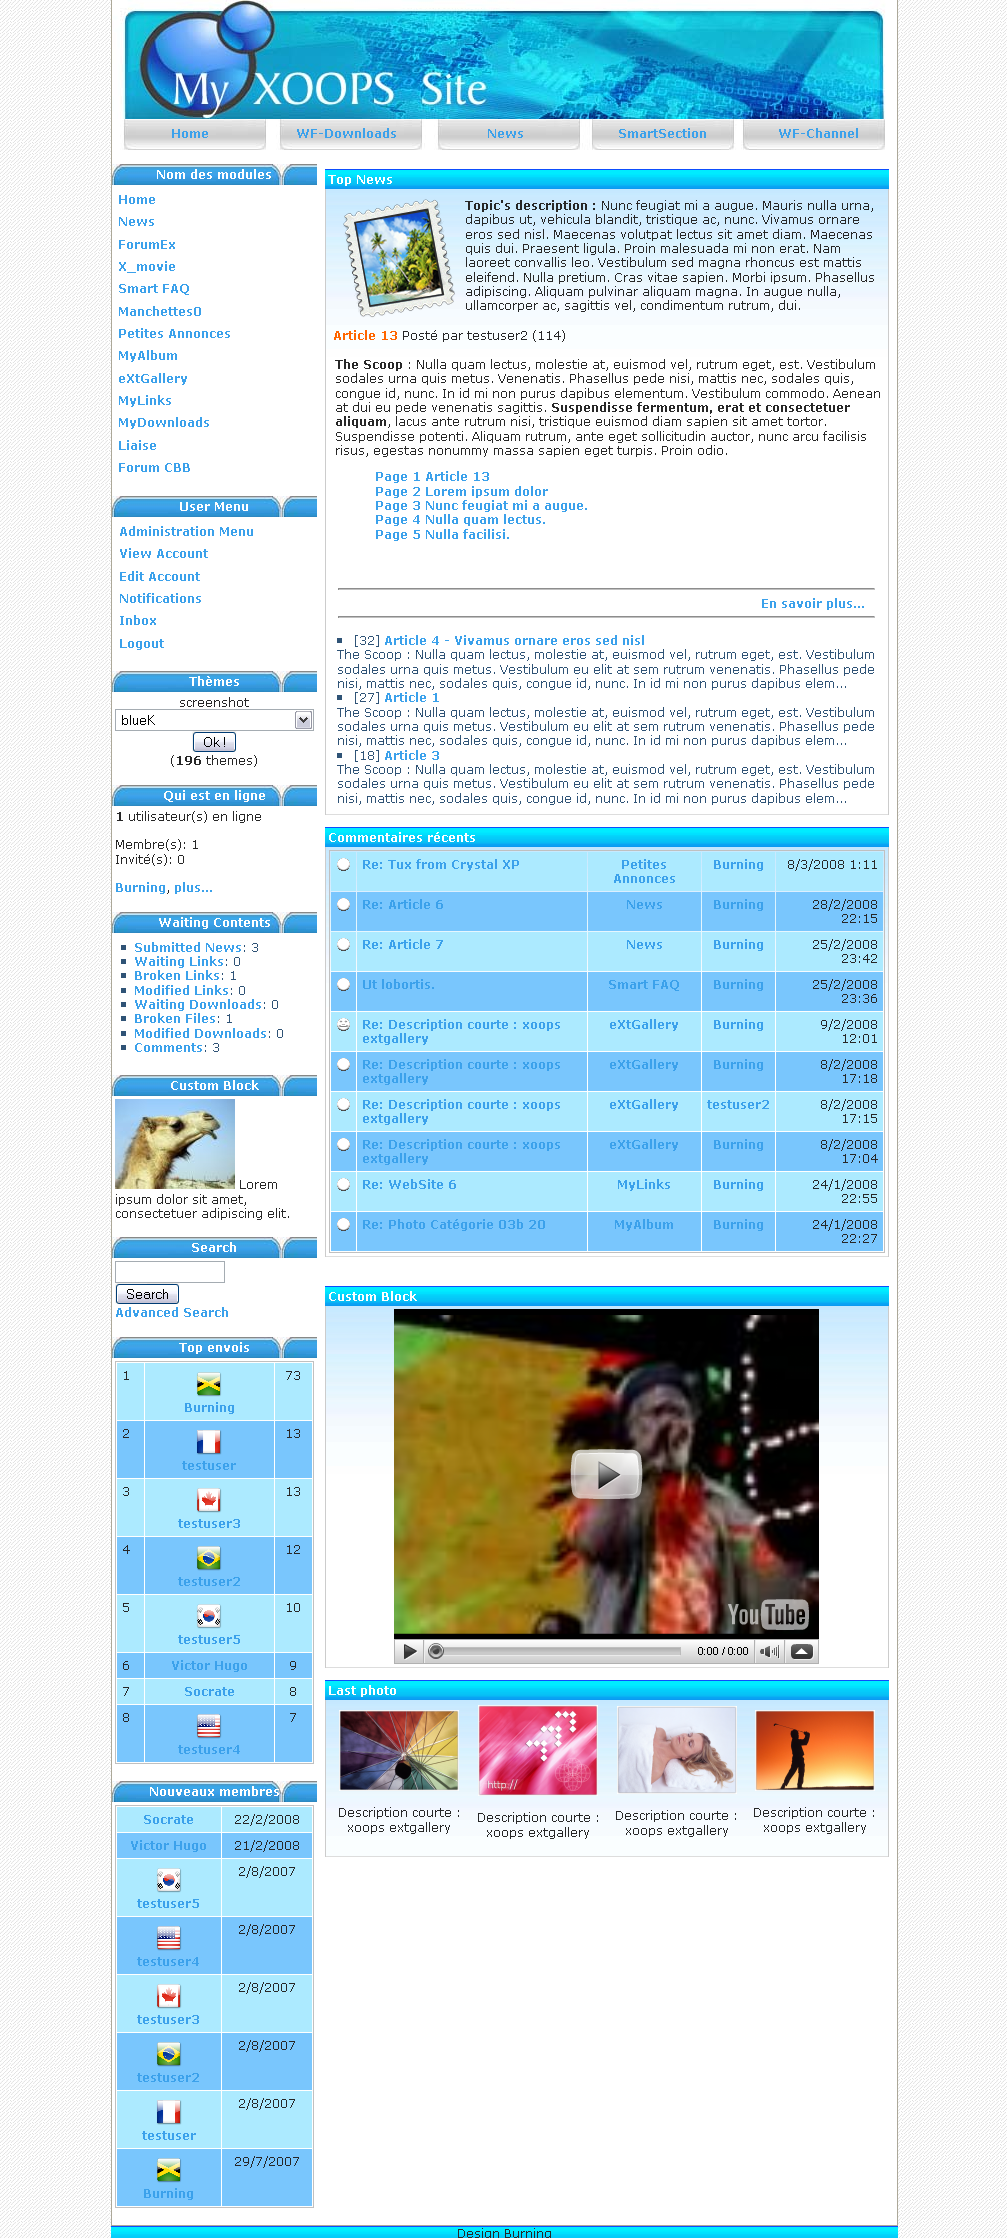 My XOOPS Site
Home
WF-Downloads
News
SmartSection
WF-Channel
Nom des modules
Home
News
ForumEx
X_movie
Smart FAQ
Manchettes0
Petites Annonces
MyAlbum
eXtGallery
MyLinks
MyDownloads
Liaise
Forum CBB
User Menu
Administration Menu
View Account
Edit Account
Notifications
Inbox
Logout
Thèmes
screenshot
blueK
Ok !
(196 themes)
Qui est en ligne
1 utilisateur(s) en ligne
Membre(s): 1
Invité(s): 0
Burning, plus...
Waiting Contents
Submitted News: 3
Waiting Links: 0
Broken Links: 1
Modified Links: 0
Waiting Downloads: 0
Broken Files: 1
Modified Downloads: 0
Comments: 3
Custom Block
Lorem
ipsum dolor sit amet,
consectetuer adipiscing elit.
Search
Search
Advanced Search
Top envois
1 Burning 73
2 testuser 13
3 testuser3 13
4 testuser2 12
5 testuser5 10
6 Victor Hugo 9
7 Socrate 8
8 testuser4 7
Nouveaux membres
Socrate 22/2/2008
Victor Hugo 21/2/2008
testuser5 2/8/2007
testuser4 2/8/2007
testuser3 2/8/2007
testuser2 2/8/2007
testuser 2/8/2007
Burning 29/7/2007
Top News
Topic's description : Nunc feugiat mi a augue. Mauris nulla urna,
dapibus ut, vehicula blandit, tristique ac, nunc. Vivamus ornare
eros sed nisl. Maecenas volutpat lectus sit amet diam. Maecenas
quis dui. Praesent ligula. Proin malesuada mi non erat. Nam
laoreet convallis leo. Vestibulum sed magna rhoncus est mattis
eleifend. Nulla pretium. Cras vitae sapien. Morbi ipsum. Phasellus
adipiscing. Aliquam pulvinar aliquam magna. In augue nulla,
ullamcorper ac, sagittis vel, condimentum rutrum, dui.
Article 13 Posté par testuser2 (114)
The Scoop : Nulla quam lectus, molestie at, euismod vel, rutrum eget, est. Vestibulum
sodales urna quis metus. Venenatis. Phasellus pede nisi, mattis nec, sodales quis,
congue id, nunc. In id mi non purus dapibus elementum. Vestibulum commodo. Aenean
at dui eu pede venenatis sagittis. Suspendisse fermentum, erat et consectetuer
aliquam, lacus ante rutrum nisi, tristique euismod diam sapien sit amet tortor.
Suspendisse potenti. Aliquam rutrum, ante eget sollicitudin auctor, nunc arcu facilisis
risus, egestas nonummy massa sapien eget turpis. Proin odio.
Page 1 Article 13
Page 2 Lorem ipsum dolor
Page 3 Nunc feugiat mi a augue.
Page 4 Nulla quam lectus.
Page 5 Nulla facilisi.
En savoir plus...
[32] Article 4 - Vivamus ornare eros sed nisl
The Scoop : Nulla quam lectus, molestie at, euismod vel, rutrum eget, est. Vestibulum
sodales urna quis metus. Vestibulum eu elit at sem rutrum venenatis. Phasellus pede
nisi, mattis nec, sodales quis, congue id, nunc. In id mi non purus dapibus elem...
[27] Article 1
The Scoop : Nulla quam lectus, molestie at, euismod vel, rutrum eget, est. Vestibulum
sodales urna quis metus. Vestibulum eu elit at sem rutrum venenatis. Phasellus pede
nisi, mattis nec, sodales quis, congue id, nunc. In id mi non purus dapibus elem...
[18] Article 3
The Scoop : Nulla quam lectus, molestie at, euismod vel, rutrum eget, est. Vestibulum
sodales urna quis metus. Vestibulum eu elit at sem rutrum venenatis. Phasellus pede
nisi, mattis nec, sodales quis, congue id, nunc. In id mi non purus dapibus elem...
Commentaires récents
Re: Tux from Crystal XP Petites Annonces Burning 8/3/2008 1:11
Re: Article 6 News Burning 28/2/2008 22:15
Re: Article 7 News Burning 25/2/2008 23:42
Ut lobortis. Smart FAQ Burning 25/2/2008 23:36
Re: Description courte : xoops extgallery eXtGallery Burning 9/2/2008 12:01
Re: Description courte : xoops extgallery eXtGallery Burning 8/2/2008 17:18
Re: Description courte : xoops extgallery eXtGallery testuser2 8/2/2008 17:15
Re: Description courte : xoops extgallery eXtGallery Burning 8/2/2008 17:04
Re: WebSite 6 MyLinks Burning 24/1/2008 22:55
Re: Photo Catégorie 03b 20 MyAlbum Burning 24/1/2008 22:27
Custom Block
YouTube
0:00 / 0:00
Last photo
http://
Description courte :
xoops extgallery
Description courte :
xoops extgallery
Description courte :
xoops extgallery
Description courte :
xoops extgallery
Design Burning